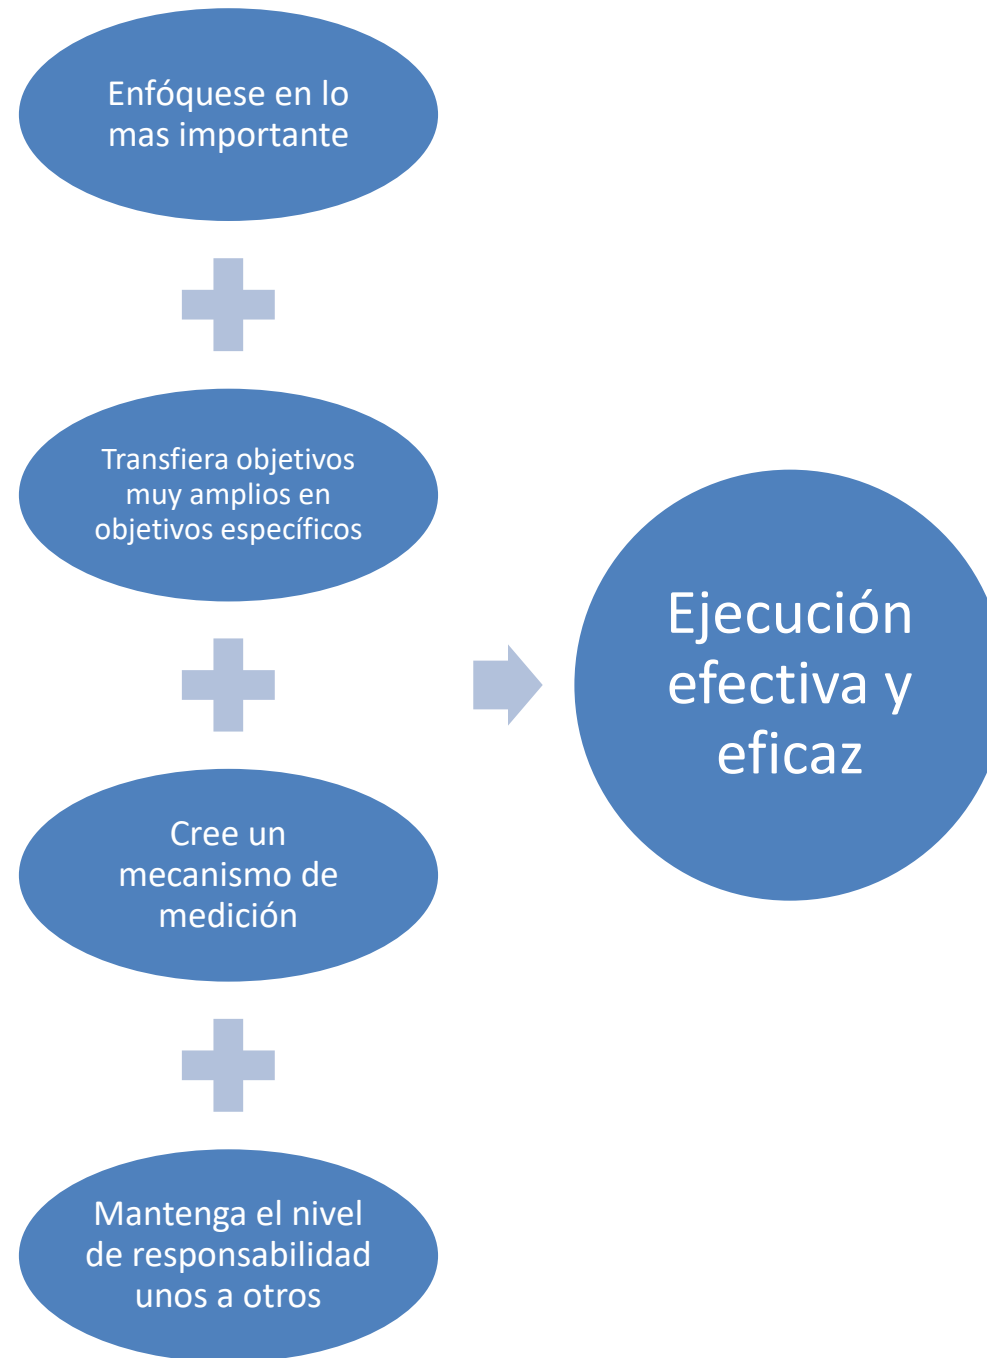 Enfóquese en lo
mas importante
Transfiera objetivos
muy amplios en
objetivos específicos
Cree un
mecanismo de
medición
Mantenga el nivel
de responsabilidad
unos a otros
Ejecución
efectiva y
eficaz